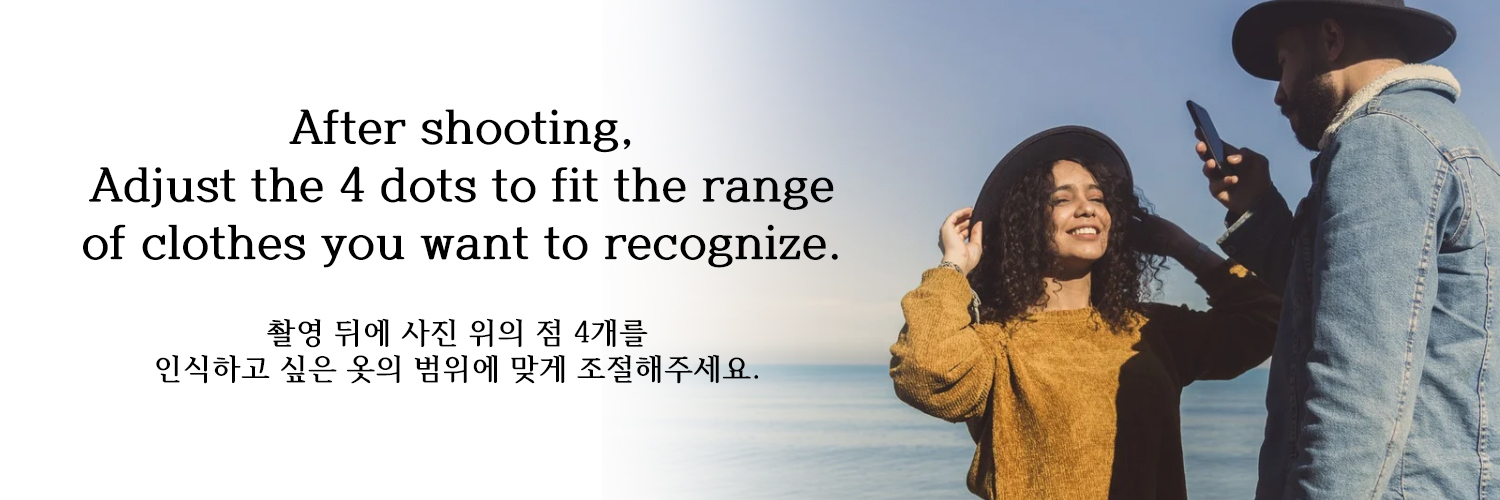 After shooting,
Adjust the 4 dots to fit the range
of clothes you want to recognize.
촬영 뒤에 사진 위의 점 4개를
인식하고 싶은 옷의 범위에 맞게 조절해주세요.